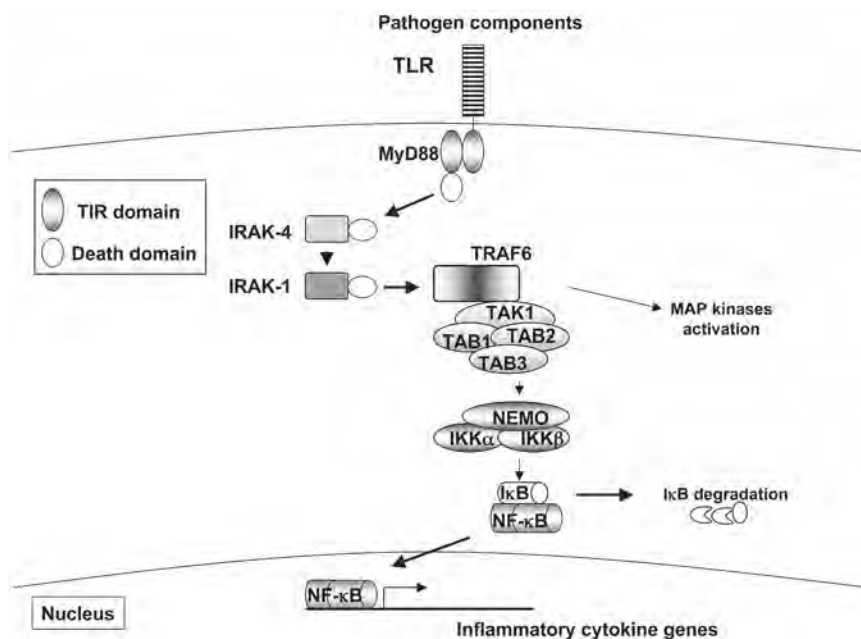 Pathogen components
TLR
MyD88
TIR domain
Death domain
IRAK-4
IRAK-1
TRAF6
TAK1
TAB1
TAB2
TAB3
MAP kinases
activation
NEMO
IKKα
IKKβ
IκB
NF-κB
IκB degradation
NF-κB
Nucleus
Inflammatory cytokine genes